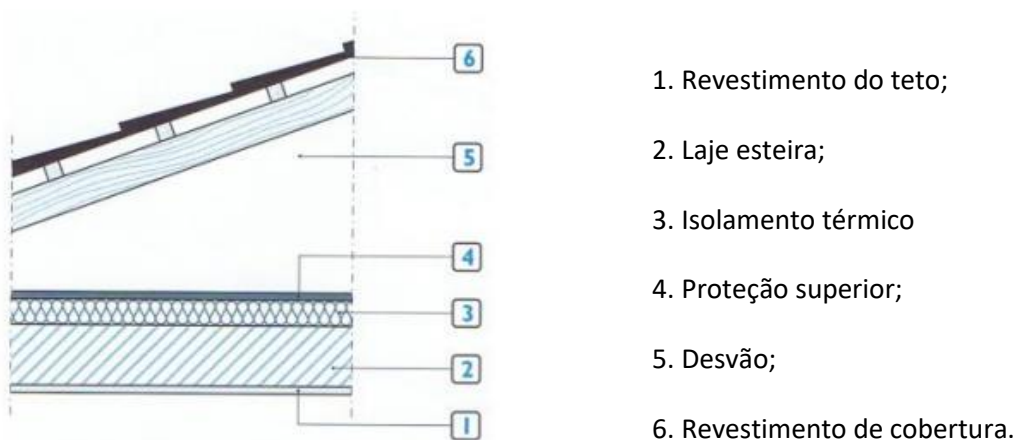 6
5
4
3
2
1
1. Revestimento do teto;
2. Laje esteira;
3. Isolamento térmico
4. Proteção superior;
5. Desvão;
6. Revestimento de cobertura.